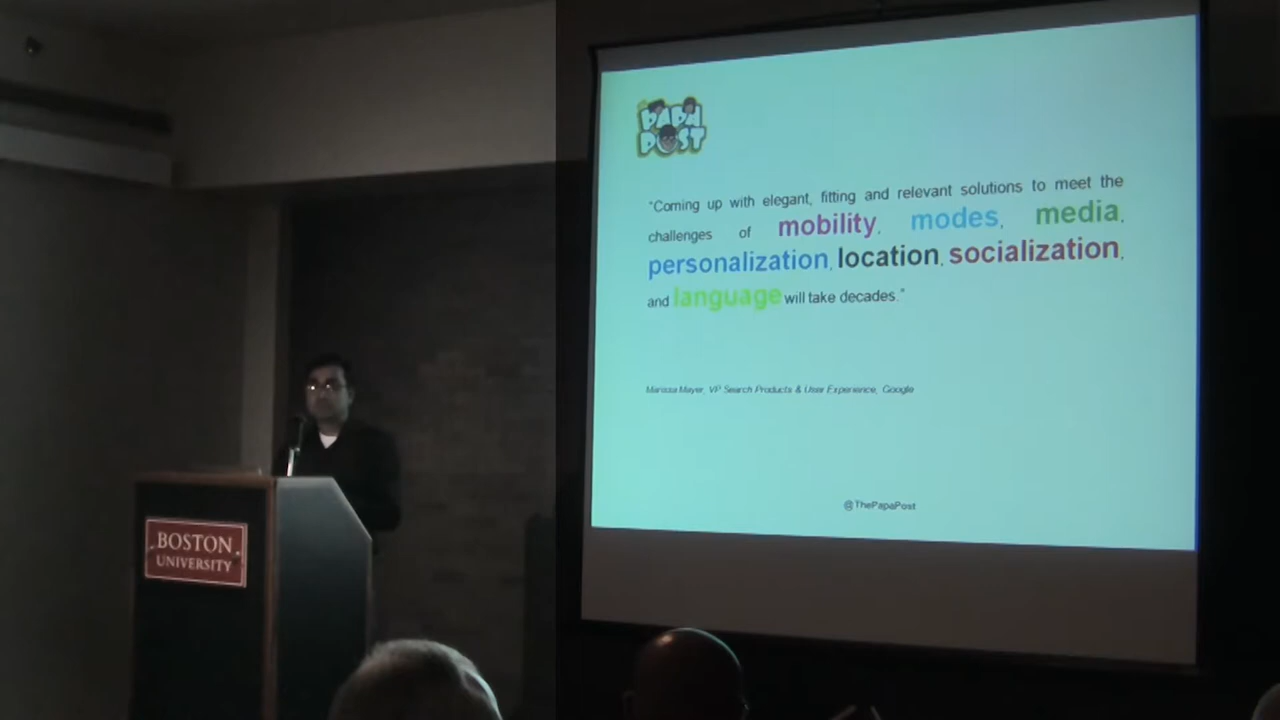 PAPA
POST
"Coming up with elegant, fitting and relevant solutions to meet the
challenges of mobility, modes, media,
personalization, location, socialization,
and language will take decades."
Marissa Mayer, VP Search Products & User Experience, Google
@ThePapaPost
BOSTON
UNIVERSITY